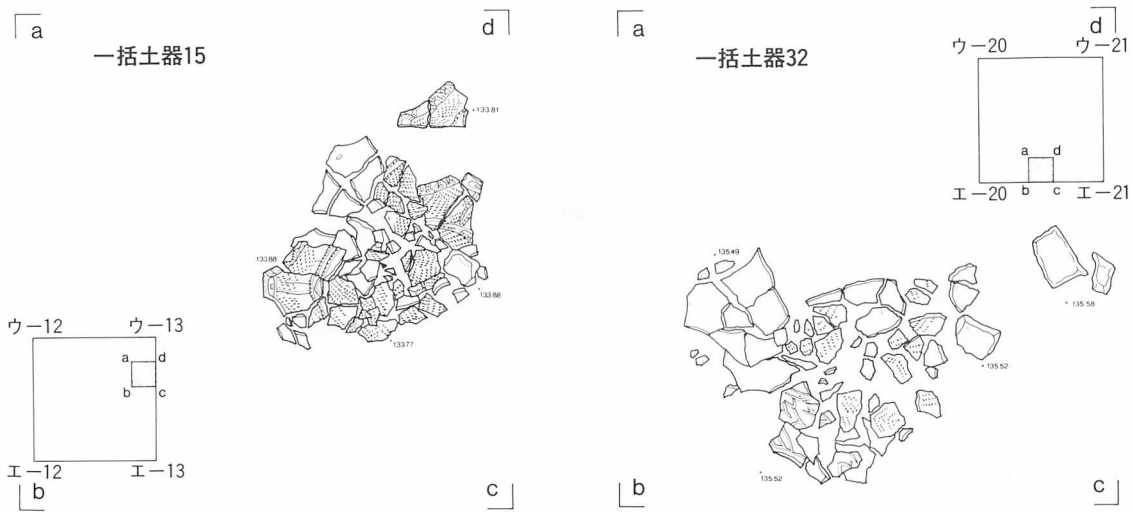 a
d
一括土器15
133.81
133.88
133.88
133.77
ウ—12 ウ—13
a d
b c
エ—12 エ—13
b
c
a
d
一括土器32
ウ—20 ウ—21
a d
b c
エ—20 エ—21
135.49
135.58
135.52
135.52
b
c